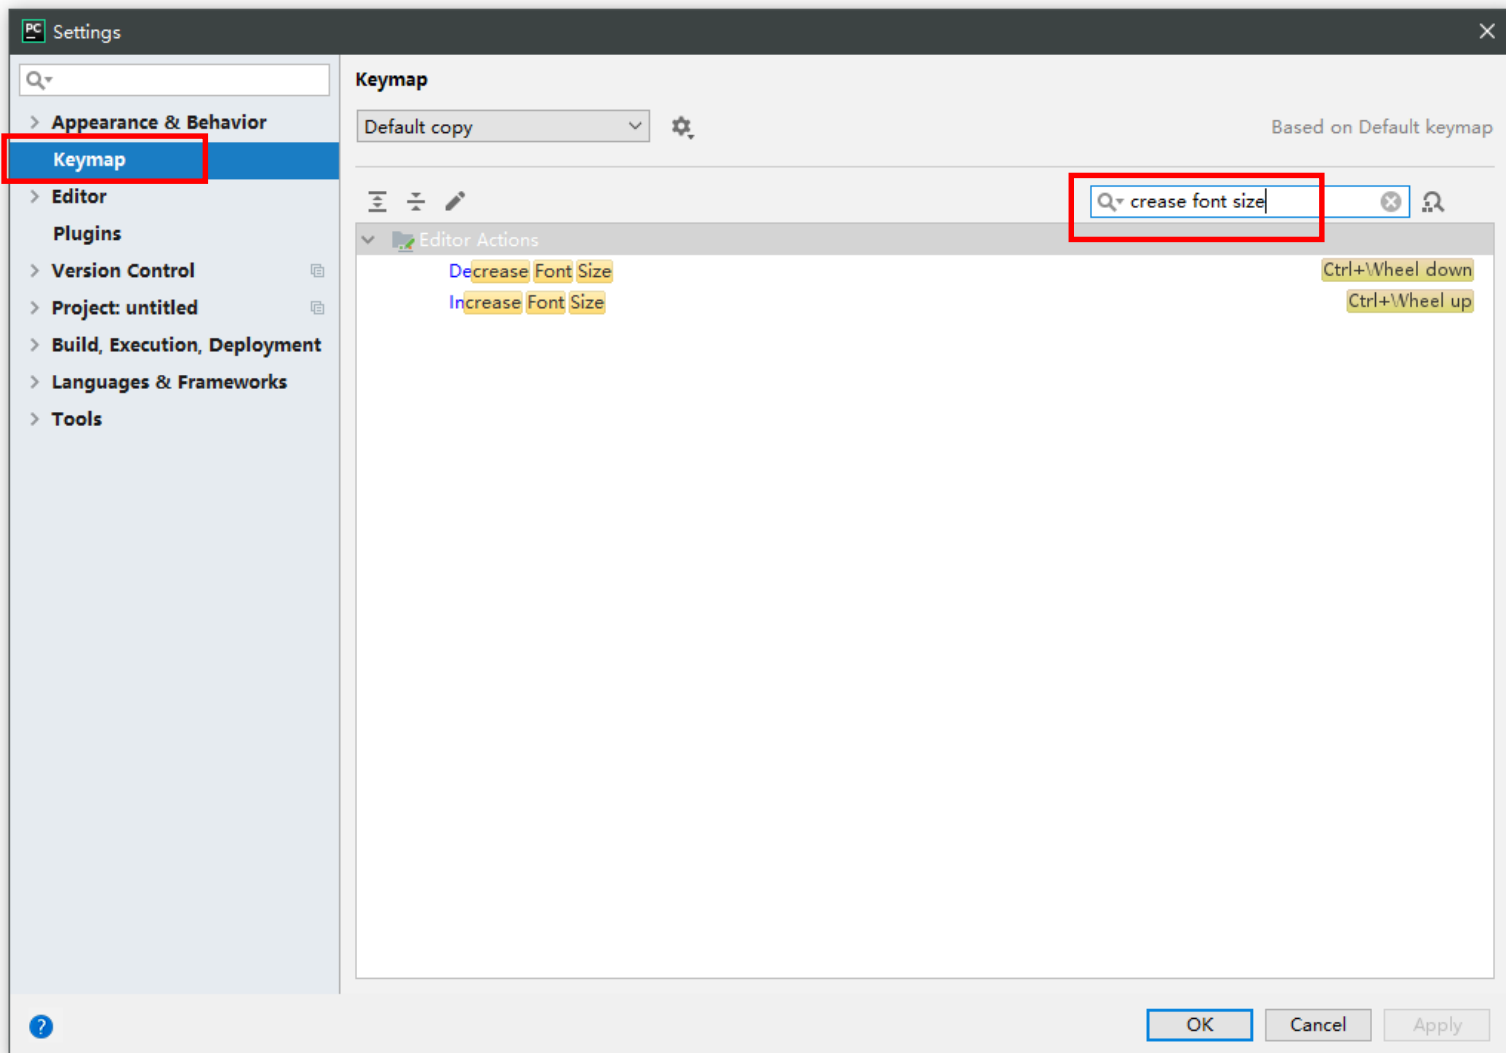 PC Settings
Keymap
Appearance & Behavior
Default copy
Based on Default keymap
Keymap
Editor
crease font size
Plugins
Editor Actions
Version Control
Decrease Font Size
Ctrl+Wheel down
Project: untitled
Increase Font Size
Ctrl+Wheel up
Build, Execution, Deployment
Languages & Frameworks
Tools
?
OK
Cancel
Apply